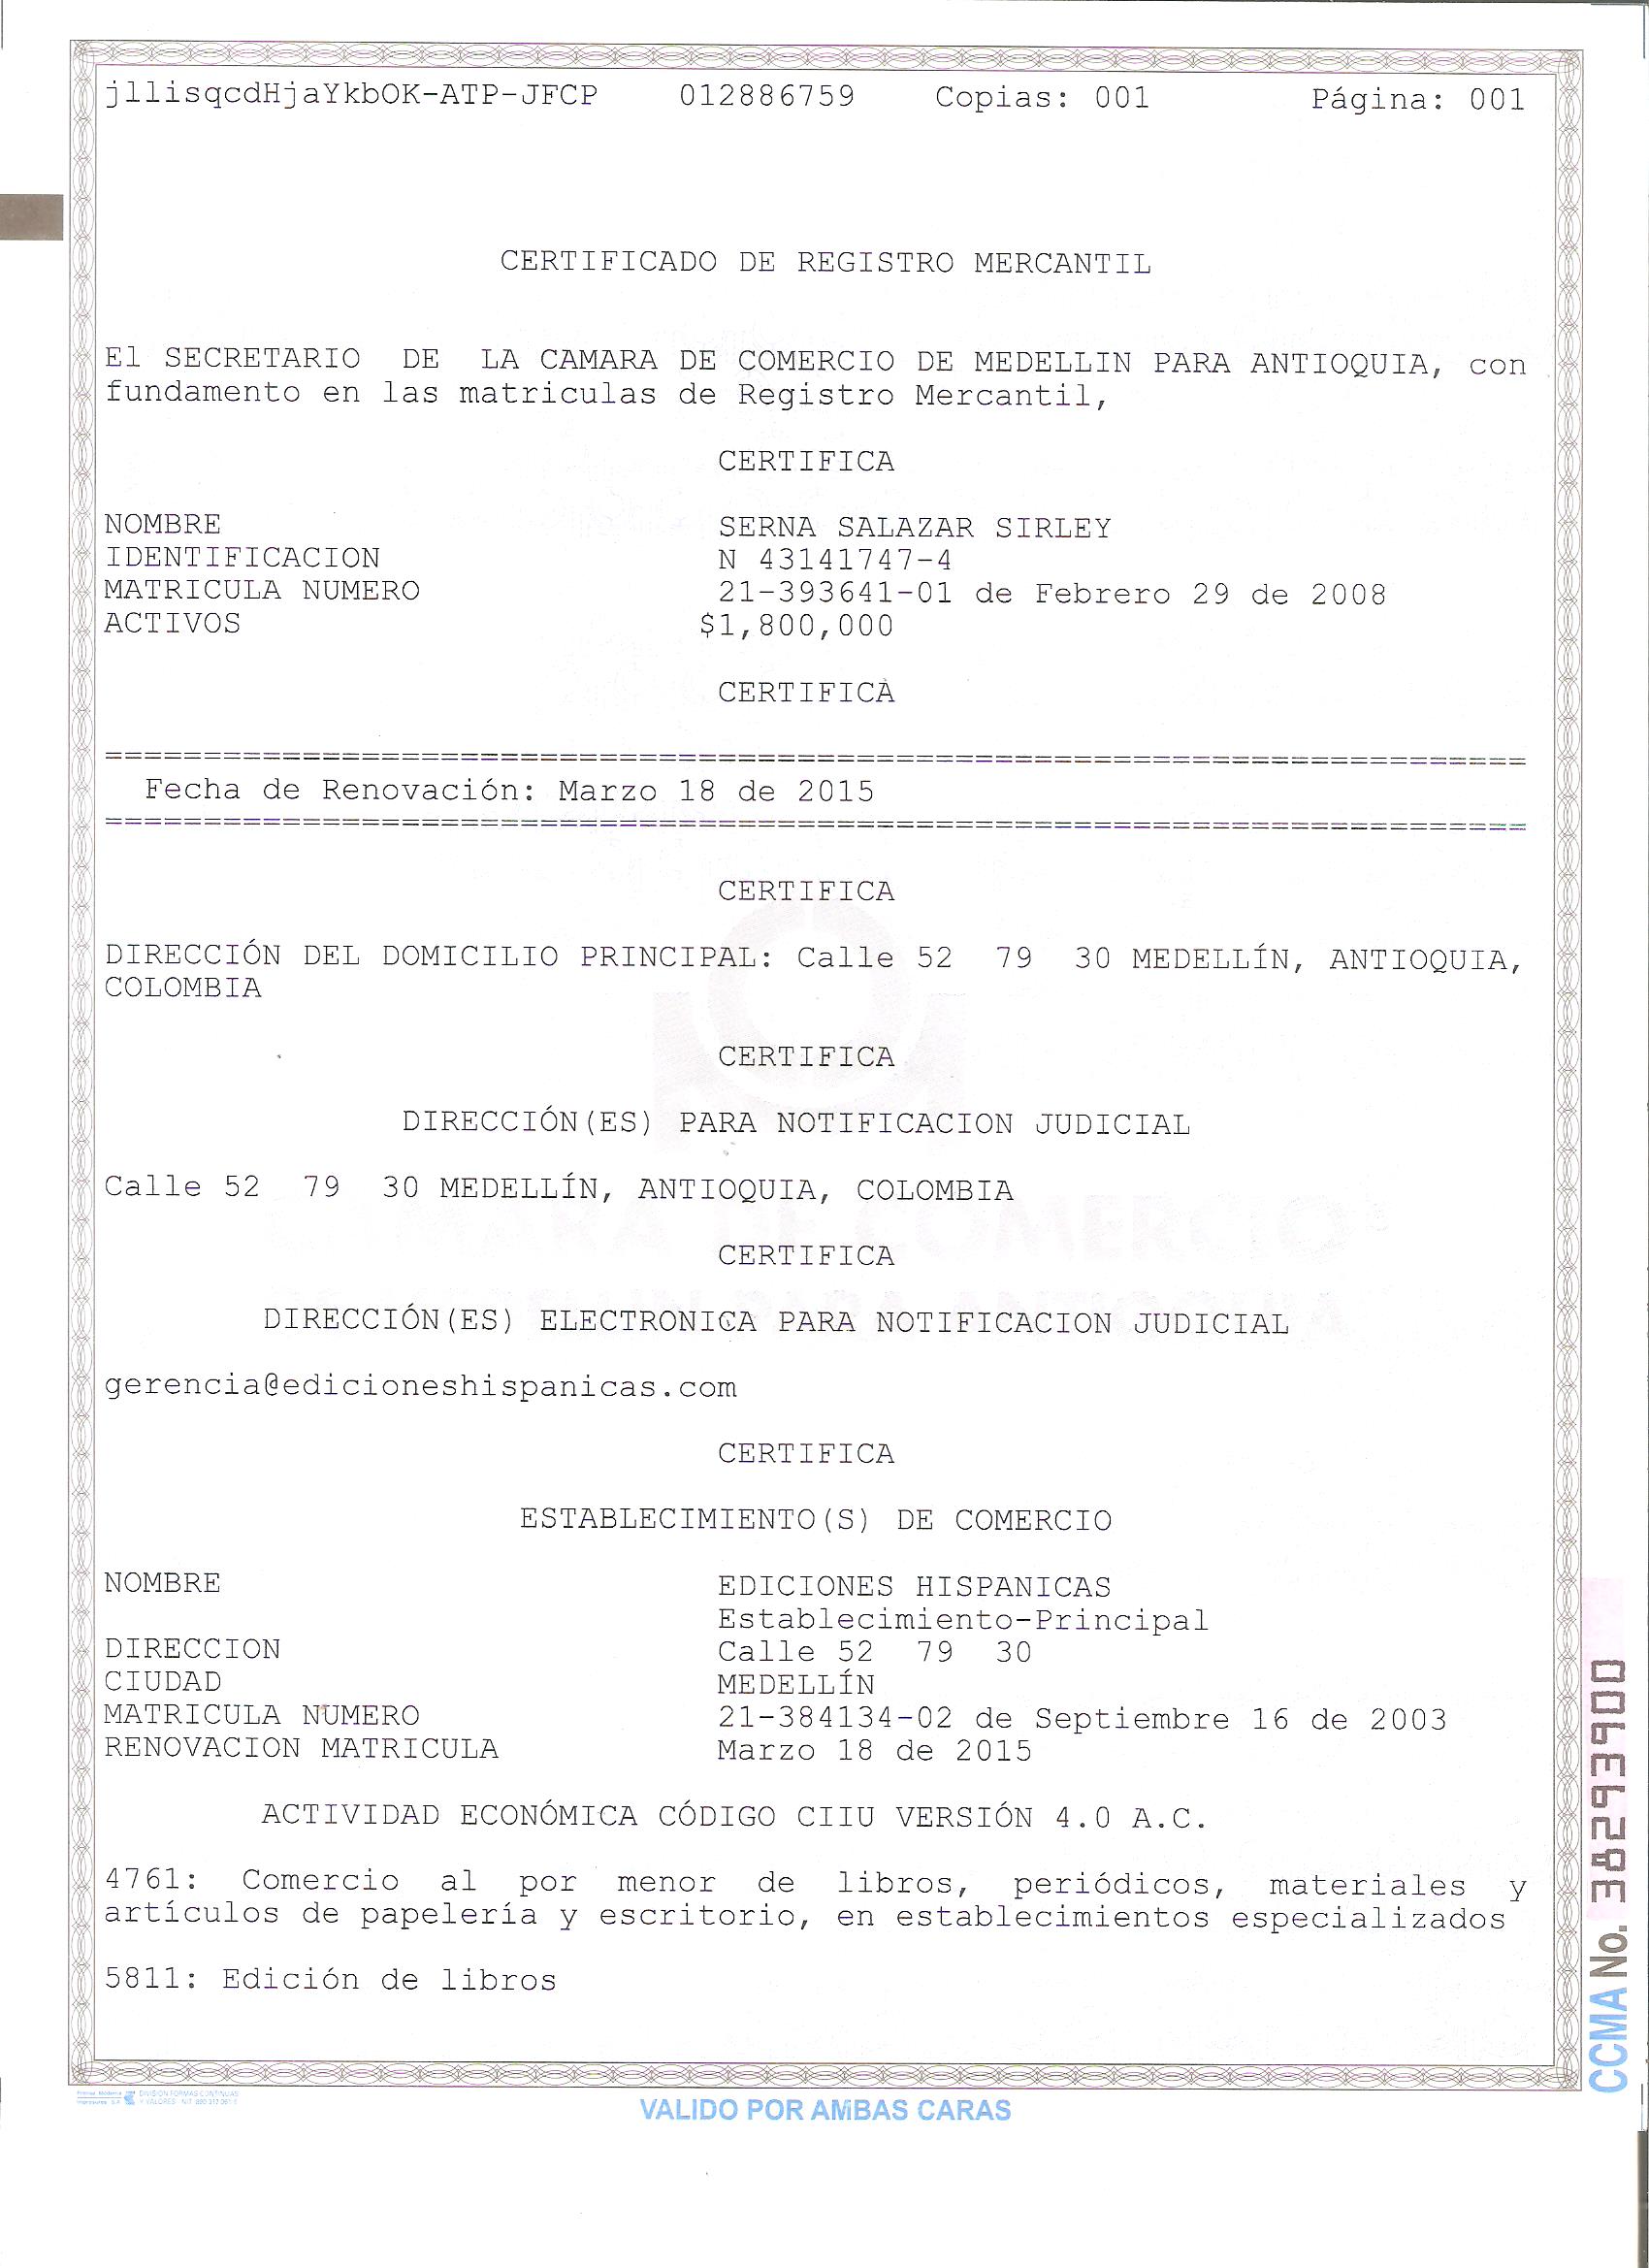 jllisqcdHjaYkbOK-ATP-JFCP 012886759 Copias: 001 Página: 001
CERTIFICADO DE REGISTRO MERCANTIL
El SECRETARIO DE LA CAMARA DE COMERCIO DE MEDELLIN PARA ANTIOQUIA, con
fundamento en las matriculas de Registro Mercantil,
CERTIFICA
NOMBRE SERNA SALAZAR SIRLEY
IDENTIFICACION N 43141747-4
MATRICULA NUMERO 21-393641-01 de Febrero 29 de 2008
ACTIVOS $1,800,000
CERTIFICA
========================================================================
Fecha de Renovación: Marzo 18 de 2015
========================================================================
CERTIFICA
DIRECCIÓN DEL DOMICILIO PRINCIPAL: Calle 52 79 30 MEDELLÍN, ANTIOQUIA,
COLOMBIA
CERTIFICA
DIRECCIÓN(ES) PARA NOTIFICACION JUDICIAL
Calle 52 79 30 MEDELLÍN, ANTIOQUIA, COLOMBIA
CERTIFICA
DIRECCIÓN(ES) ELECTRONICA PARA NOTIFICACION JUDICIAL
gerencia@edicioneshispanicas.com
CERTIFICA
ESTABLECIMIENTO(S) DE COMERCIO
NOMBRE EDICIONES HISPANICAS
Establecimiento-Principal
DIRECCION Calle 52 79 30
CIUDAD MEDELLÍN
MATRICULA NUMERO 21-384134-02 de Septiembre 16 de 2003
RENOVACION MATRICULA Marzo 18 de 2015
ACTIVIDAD ECONÓMICA CÓDIGO CIIU VERSIÓN 4.0 A.C.
4761: Comercio al por menor de libros, periódicos, materiales y
artículos de papelería y escritorio, en establecimientos especializados
5811: Edición de libros
VALIDO POR AMBAS CARAS
CCMA No. 38293900